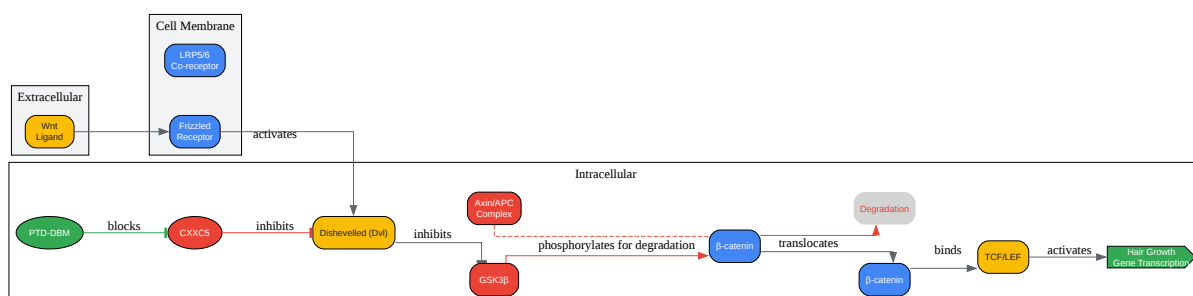 Cell Membrane
LRP5/6
Co-receptor
Extracellular
Wnt
Ligand
Frizzled
Receptor
activates
Intracellular
PTD-DBM
blocks
CXXC5
inhibits
Dishevelled (Dvl)
inhibits
Axin/APC
Complex
GSK3β
phosphorylates for degradation
β-catenin
Degradation
translocates
β-catenin
binds
TCF/LEF
activates
Hair Growth
Gene Transcription